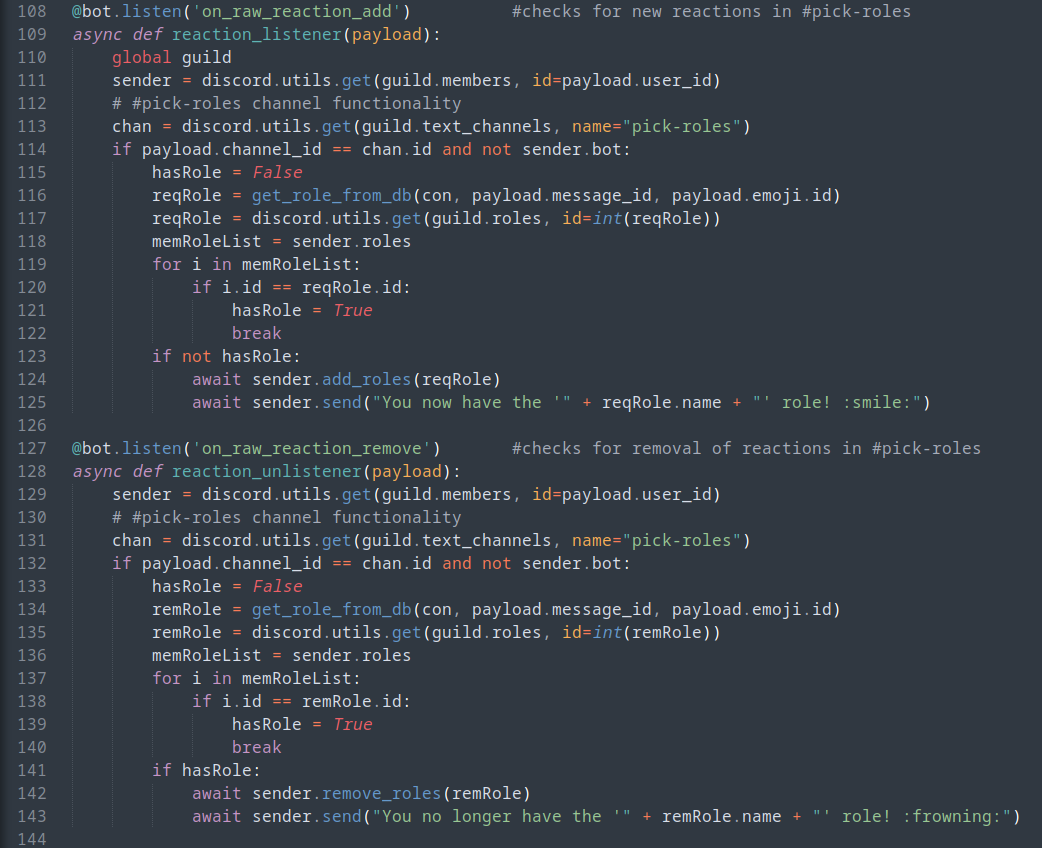 108 @bot.listen('on_raw_reaction_add')          #checks for new reactions in #pick-roles
109 async def reaction_listener(payload):
110     global guild
111     sender = discord.utils.get(guild.members, id=payload.user_id)
112     # #pick-roles channel functionality
113     chan = discord.utils.get(guild.text_channels, name="pick-roles")
114     if payload.channel_id == chan.id and not sender.bot:
115         hasRole = False
116         reqRole = get_role_from_db(con, payload.message_id, payload.emoji.id)
117         reqRole = discord.utils.get(guild.roles, id=int(reqRole))
118         memRoleList = sender.roles
119         for i in memRoleList:
120             if i.id == reqRole.id:
121                 hasRole = True
122                 break
123         if not hasRole:
124             await sender.add_roles(reqRole)
125             await sender.send("You now have the '" + reqRole.name + "' role! :smile:")
126
127 @bot.listen('on_raw_reaction_remove')       #checks for removal of reactions in #pick-roles
128 async def reaction_unlistener(payload):
129     sender = discord.utils.get(guild.members, id=payload.user_id)
130     # #pick-roles channel functionality
131     chan = discord.utils.get(guild.text_channels, name="pick-roles")
132     if payload.channel_id == chan.id and not sender.bot:
133         hasRole = False
134         remRole = get_role_from_db(con, payload.message_id, payload.emoji.id)
135         remRole = discord.utils.get(guild.roles, id=int(remRole))
136         memRoleList = sender.roles
137         for i in memRoleList:
138             if i.id == remRole.id:
139                 hasRole = True
140                 break
141         if hasRole:
142             await sender.remove_roles(remRole)
143             await sender.send("You no longer have the '" + remRole.name + "' role! :frowning:")
144